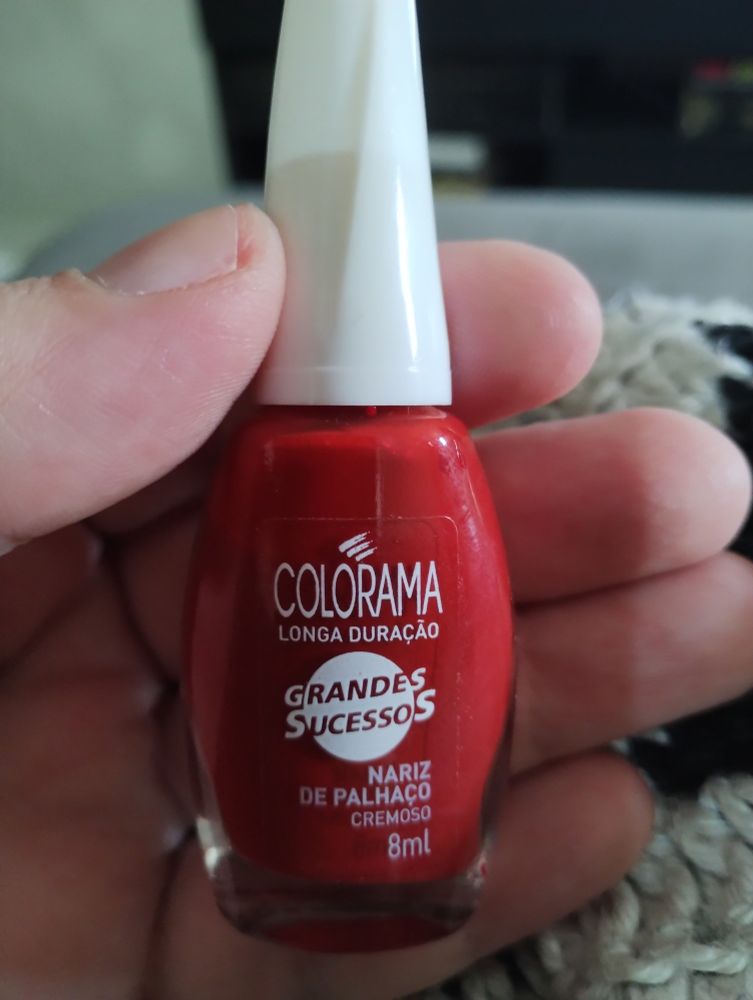 COLORAMA
LONGA DURAÇÃO
GRANDES
SUCESSOS
NARIZ
DE PALHAÇO
CREMOSO
8ml